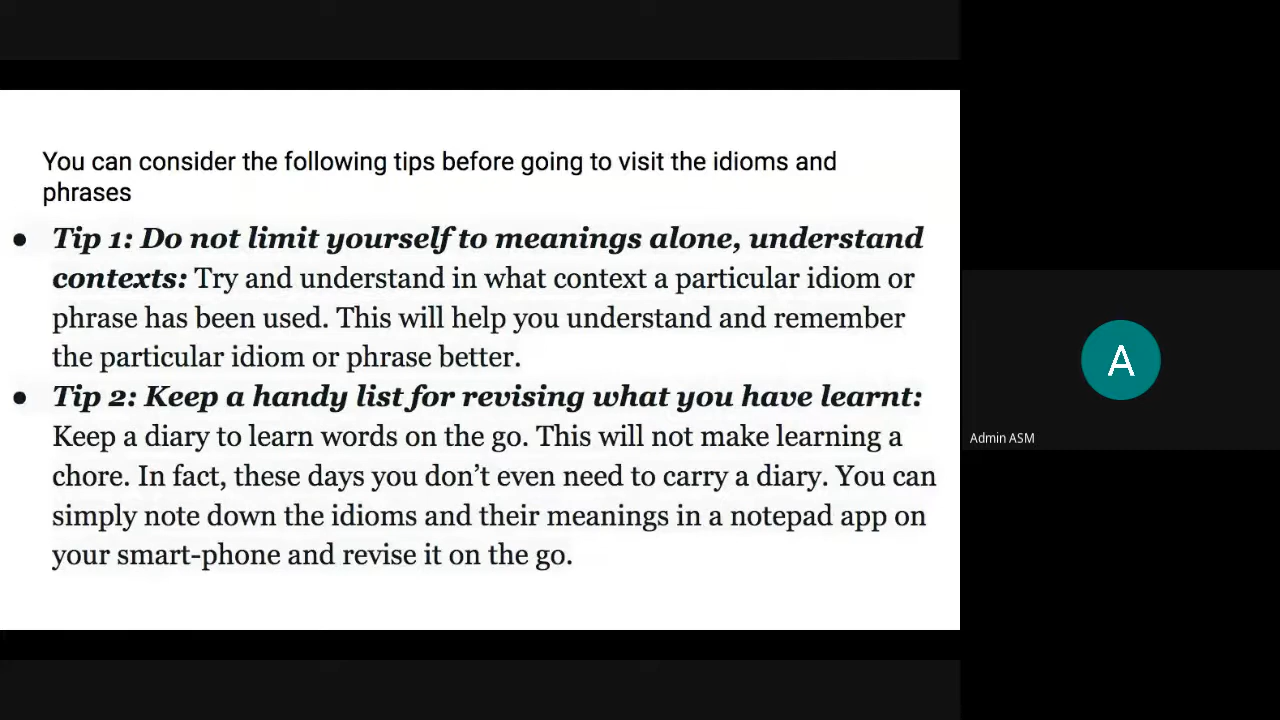 You can consider the following tips before going to visit the idioms and
phrases
● Tip 1: Do not limit yourself to meanings alone, understand
contexts: Try and understand in what context a particular idiom or
phrase has been used. This will help you understand and remember
the particular idiom or phrase better.
● Tip 2: Keep a handy list for revising what you have learnt:
Keep a diary to learn words on the go. This will not make learning a
chore. In fact, these days you don’t even need to carry a diary. You can
simply note down the idioms and their meanings in a notepad app on
your smart-phone and revise it on the go.
A
Admin ASM